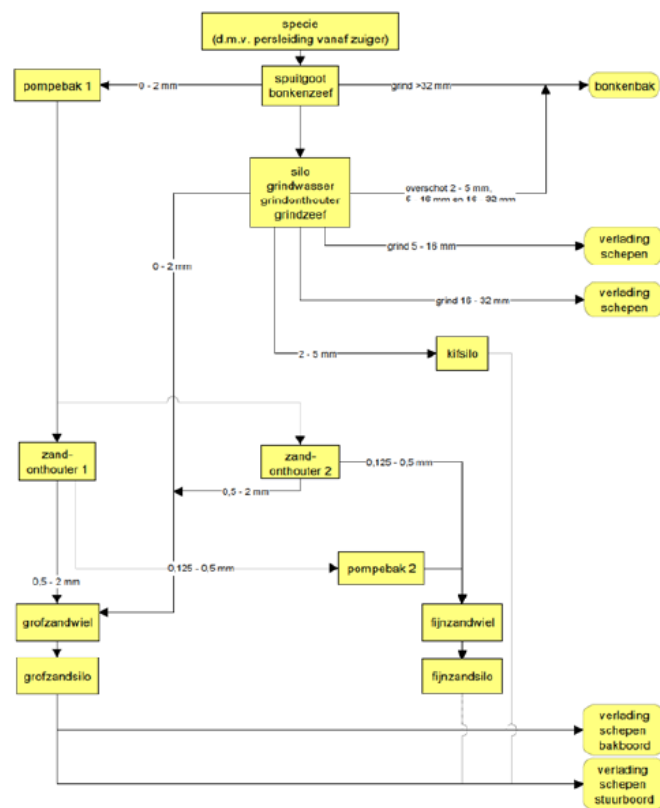 specie
(d.m.v. persleiding vanaf zuiger)
pompebak 1
0 - 2 mm
spuitgoot
bonkenzeef
grind >32 mm
bonkenbak
silo
grindwasser
grindonthouter
grindzeef
overschot 2 - 5 mm,
5 - 16 mm en 16 - 32 mm
grind 5 - 16 mm
verlading
schepen
0 - 2 mm
grind 16 - 32 mm
verlading
schepen
2 - 5 mm
kifsilo
zand-
onthouter 1
zand-
onthouter 2
0,125 - 0,5 mm
0,5 - 2 mm
0,125 - 0,5 mm
pompebak 2
0,5 - 2 mm
grofzandwiel
fijnzandwiel
grofzandsilo
fijnzandsilo
verlading
schepen
bakboord
verlading
schepen
stuurboord